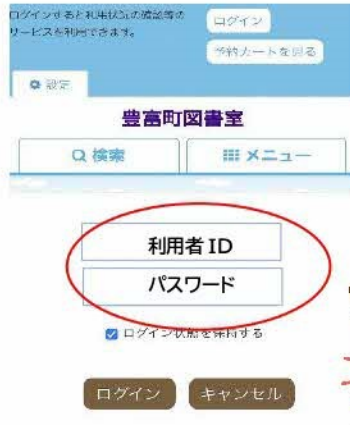 ログインすると利用状況の確認等の
サービスを利用できます。
ログイン
予約カートを見る
設定
豊富町図書室
検索
メニュー
利用者ID
パスワード
ログイン状態を保持する
ログイン
キャンセル